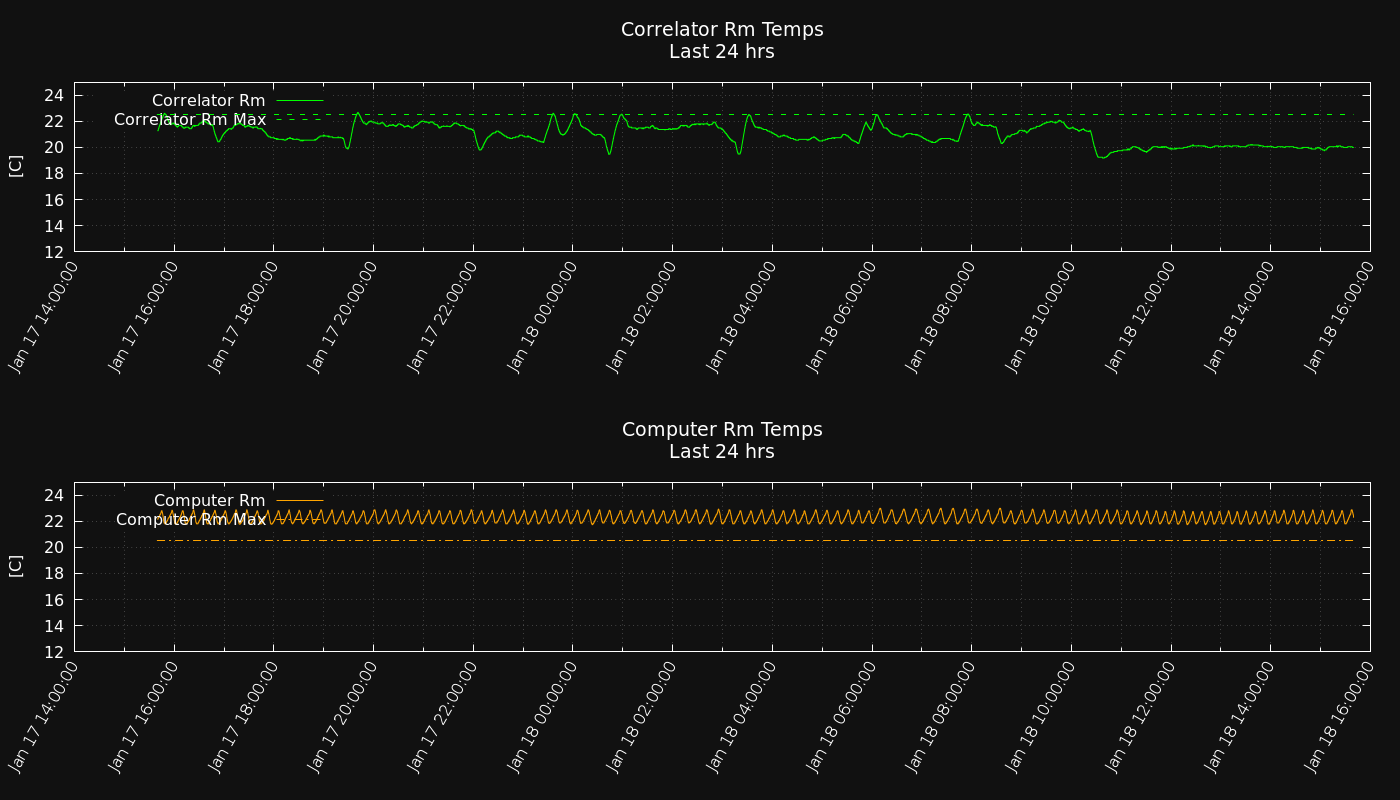 Correlator Rm Temps
Last 24 hrs
Correlator Rm
Correlator Rm Max
24
22
20
18
16
14
12
[C]
Jan 17 14:00:00
Jan 17 16:00:00
Jan 17 18:00:00
Jan 17 20:00:00
Jan 17 22:00:00
Jan 18 00:00:00
Jan 18 02:00:00
Jan 18 04:00:00
Jan 18 06:00:00
Jan 18 08:00:00
Jan 18 10:00:00
Jan 18 12:00:00
Jan 18 14:00:00
Jan 18 16:00:00
Computer Rm Temps
Last 24 hrs
Computer Rm
Computer Rm Max
24
22
20
18
16
14
12
[C]
Jan 17 14:00:00
Jan 17 16:00:00
Jan 17 18:00:00
Jan 17 20:00:00
Jan 17 22:00:00
Jan 18 00:00:00
Jan 18 02:00:00
Jan 18 04:00:00
Jan 18 06:00:00
Jan 18 08:00:00
Jan 18 10:00:00
Jan 18 12:00:00
Jan 18 14:00:00
Jan 18 16:00:00